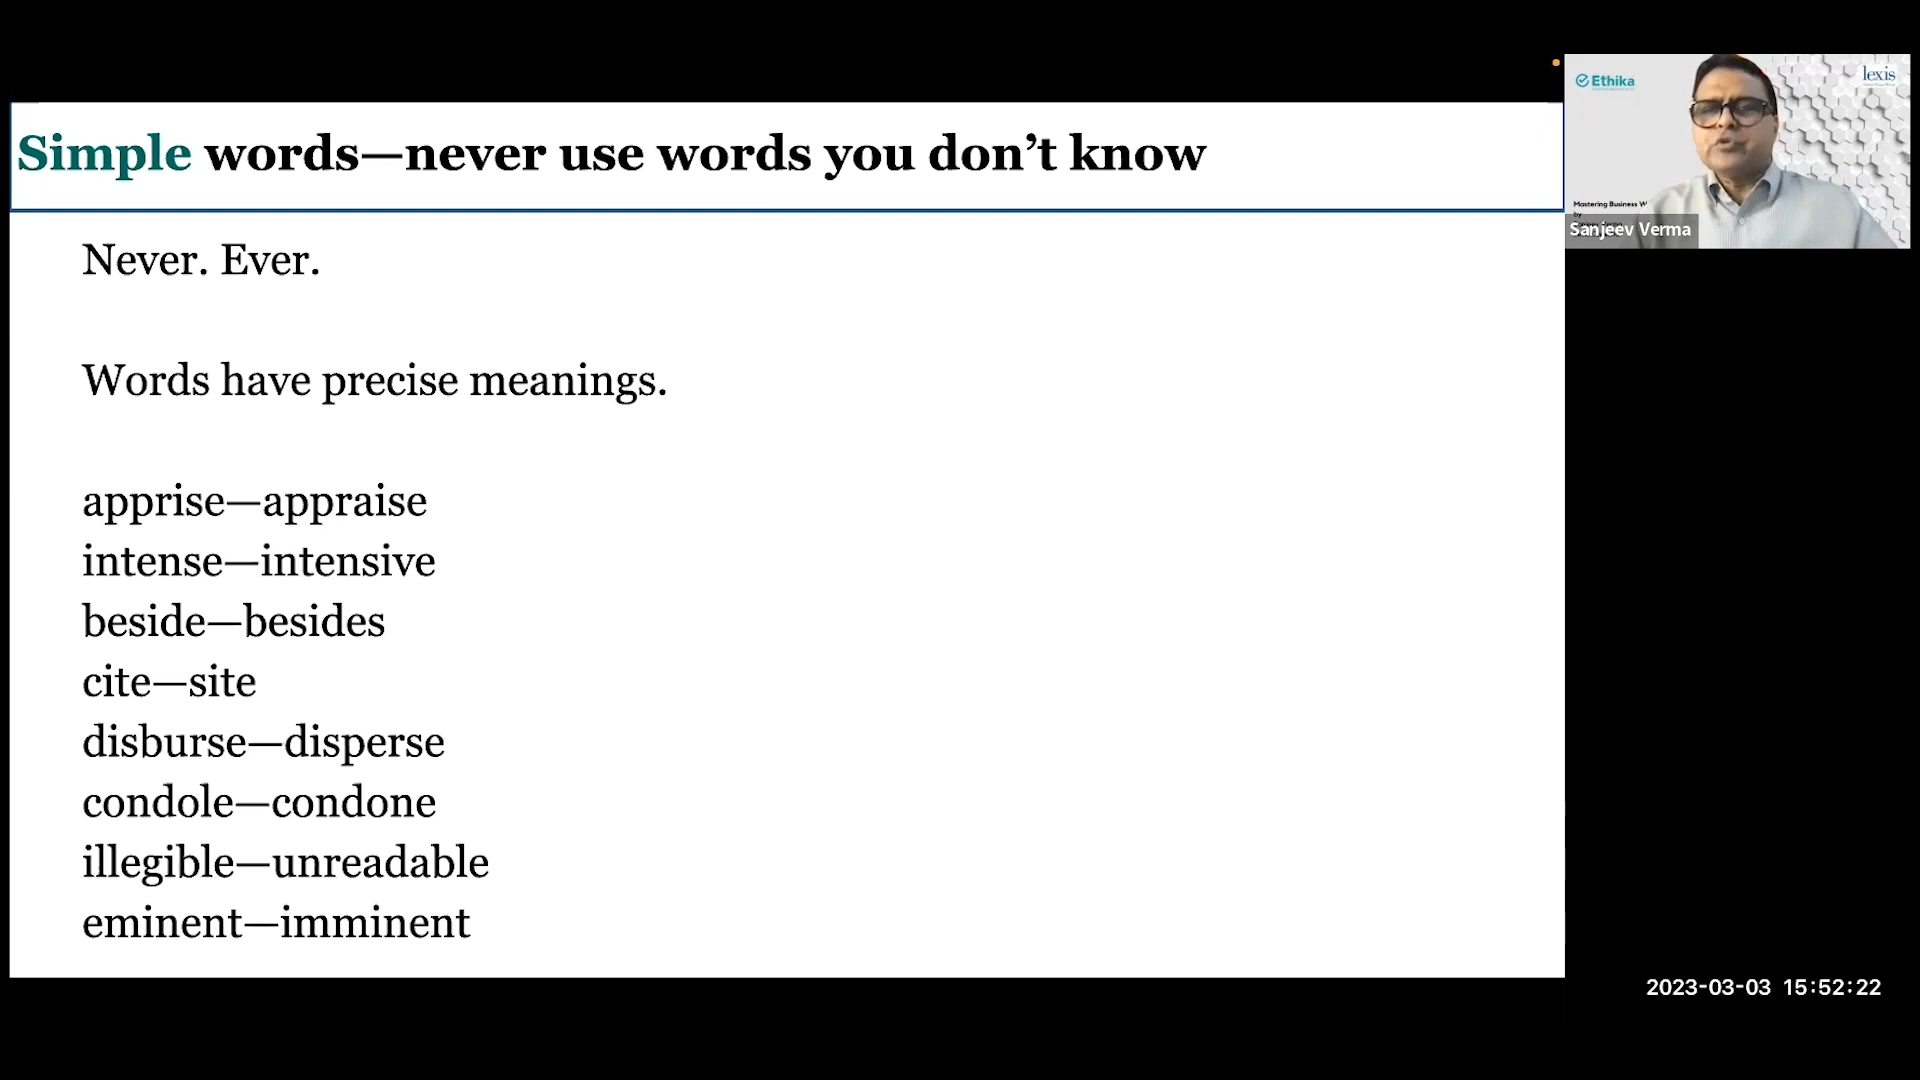 Simple words—never use words you don’t know
Never. Ever.
Words have precise meanings.
apprise—appraise
intense—intensive
beside—besides
cite—site
disburse—disperse
condole—condone
illegible—unreadable
eminent—imminent
Ethika
lexis
Mastering Business W
by
Sanjeev Verma
2023-03-03 15:52:22